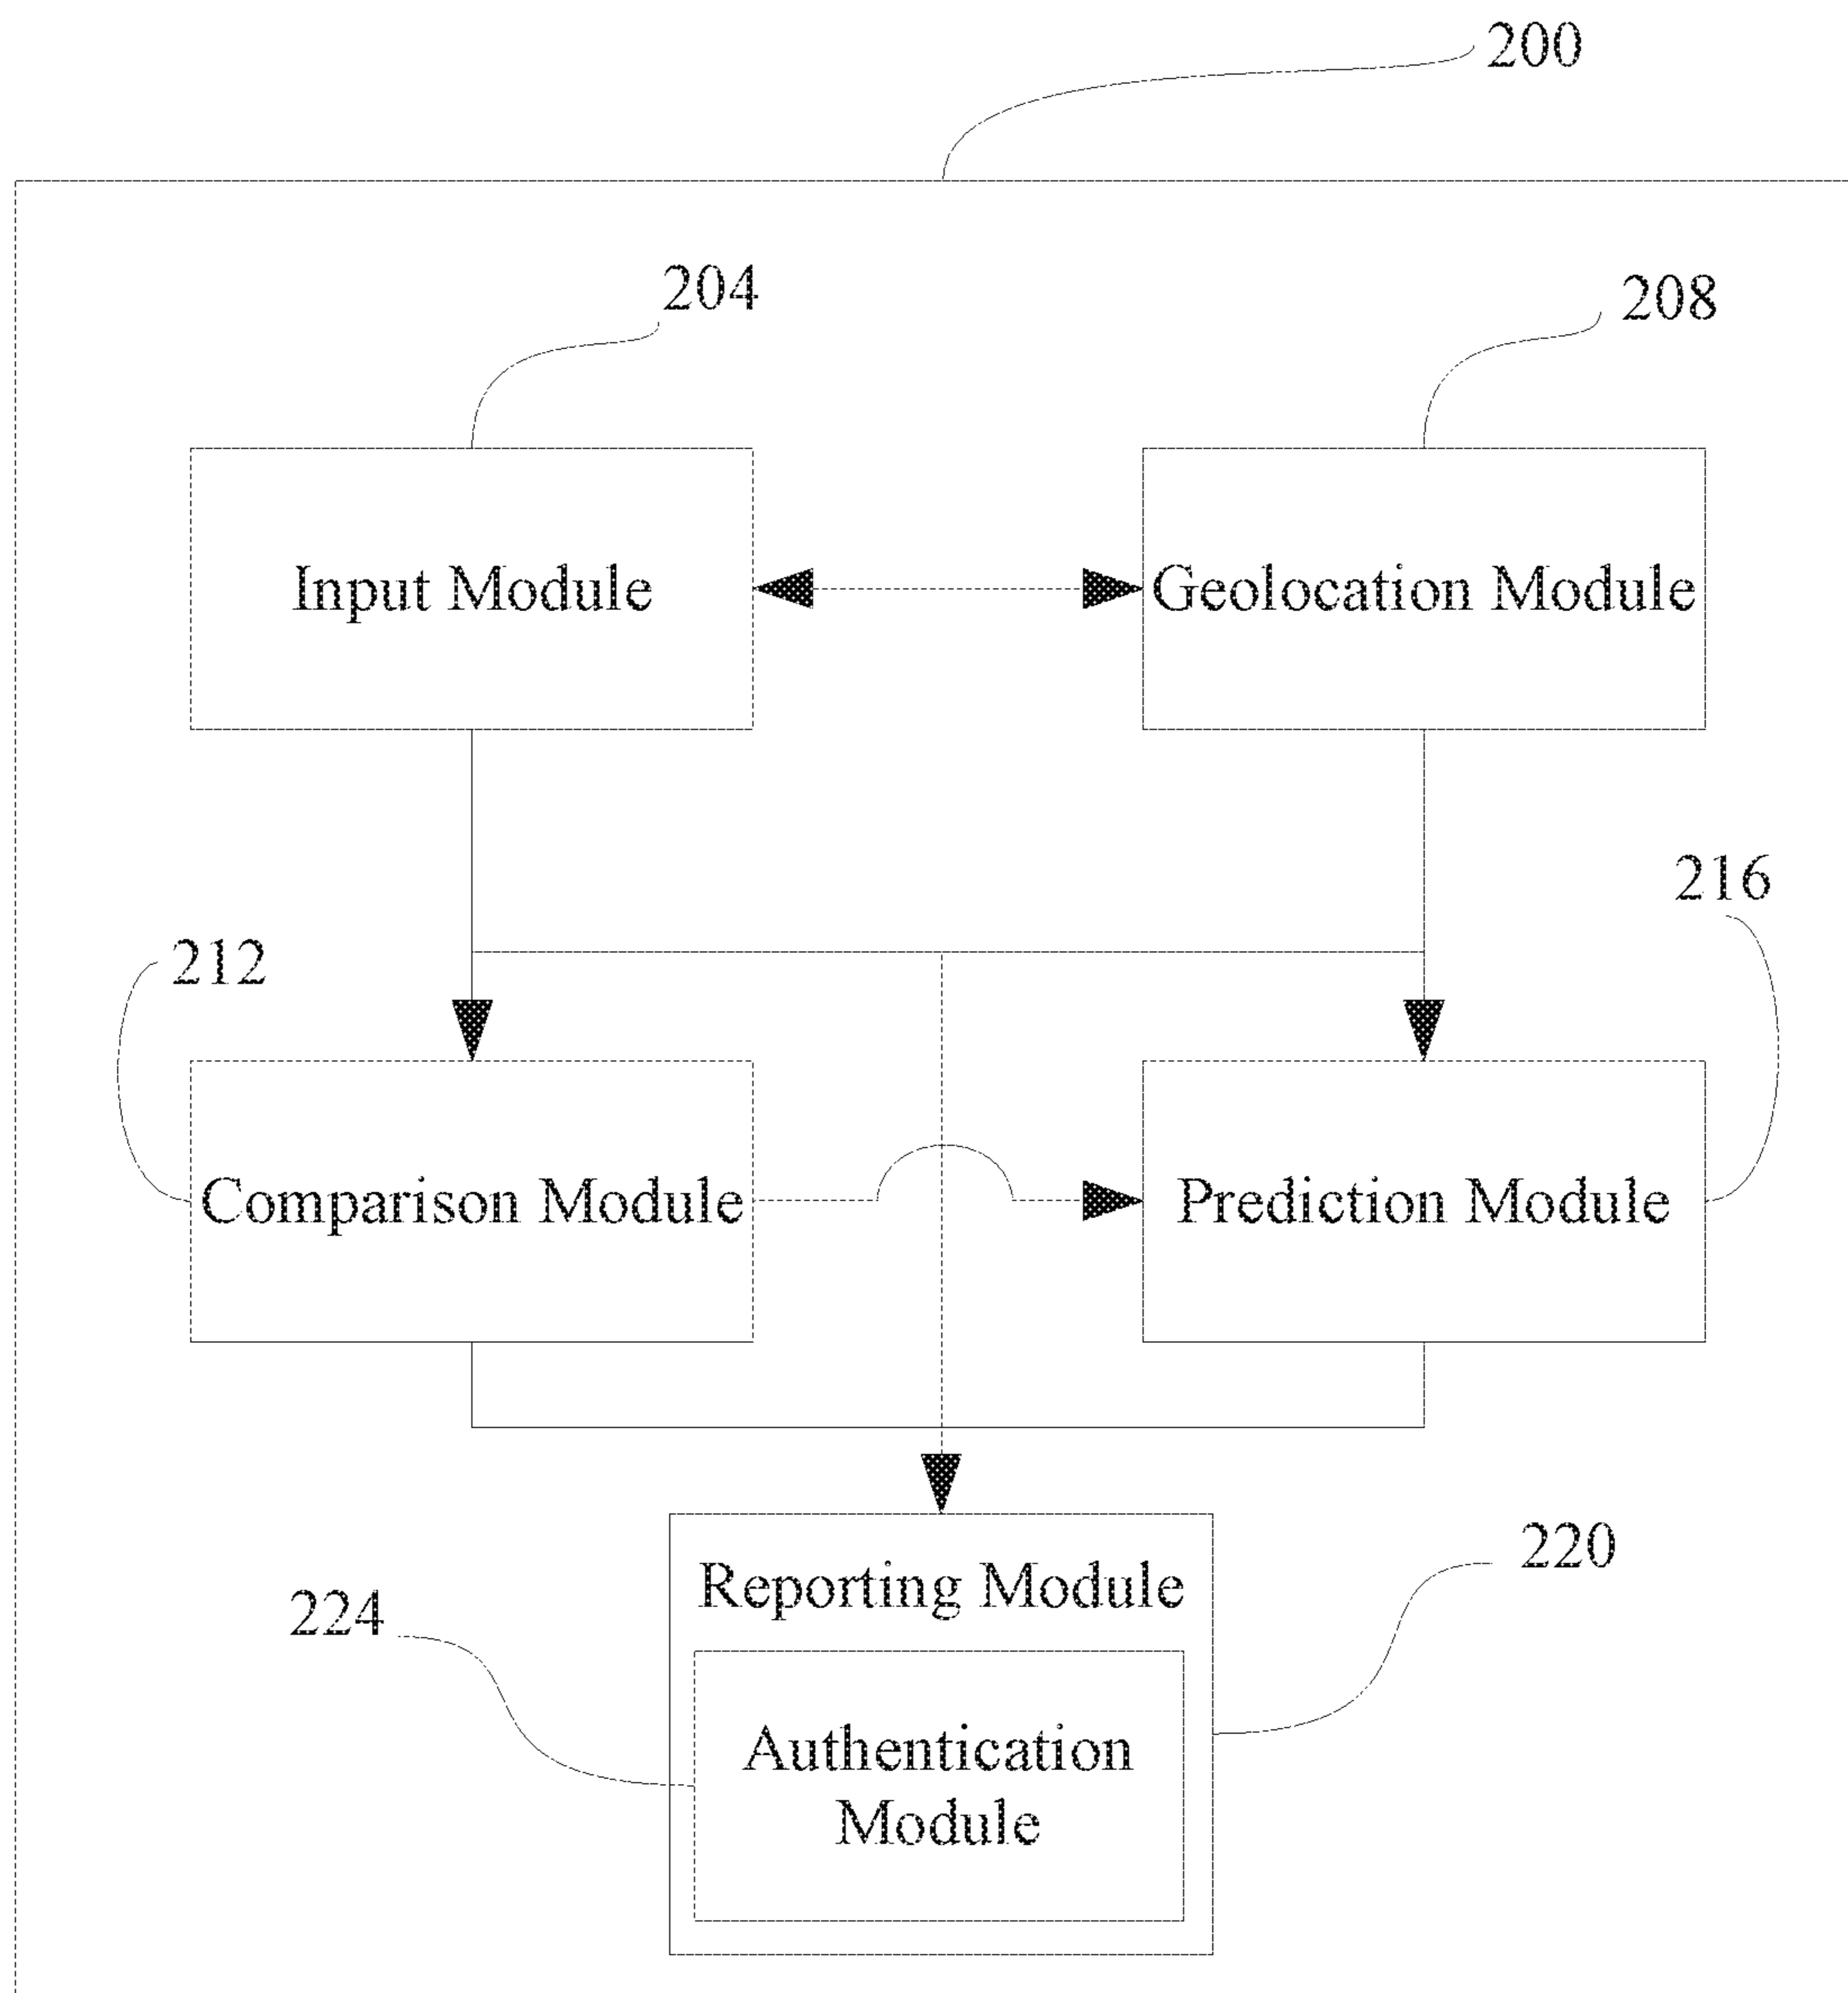 200
204
208
Input Module
Geolocation Module
216
212
Comparison Module
Prediction Module
220
Reporting Module
224
Authentication
Module